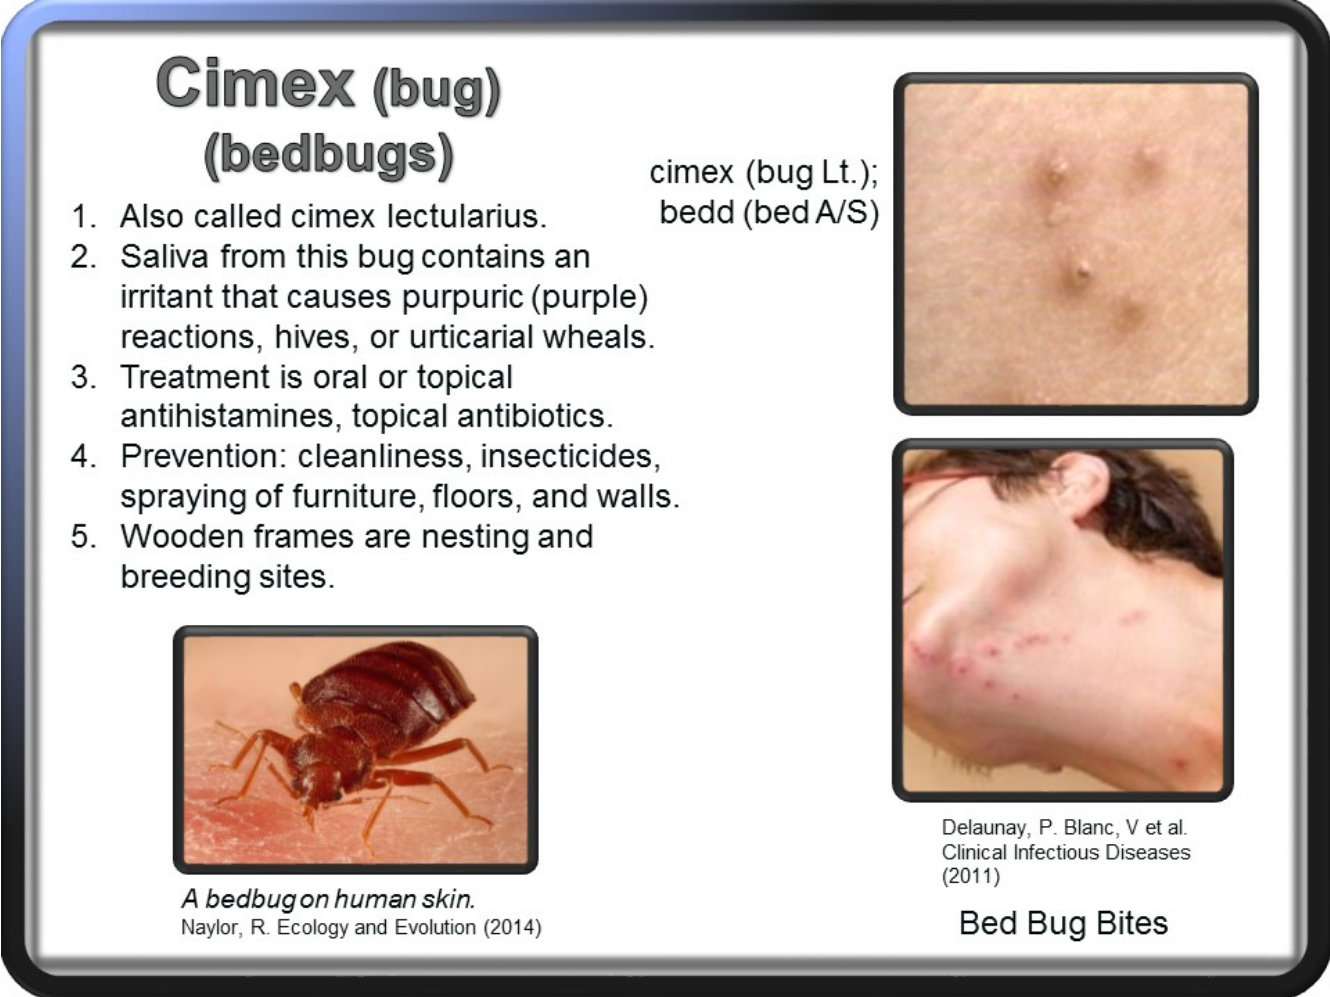 Cimex (bug)
(bedbugs)
cimex (bug Lt.);
bedd (bed A/S)
1. Also called cimex lectularius.
2. Saliva from this bug contains an
irritant that causes purpuric (purple)
reactions, hives, or urticarial wheals.
3. Treatment is oral or topical
antihistamines, topical antibiotics.
4. Prevention: cleanliness, insecticides,
spraying of furniture, floors, and walls.
5. Wooden frames are nesting and
breeding sites.
A bedbug on human skin.
Naylor, R. Ecology and Evolution (2014)
Delaunay, P. Blanc, V et al.
Clinical Infectious Diseases
(2011)
Bed Bug Bites